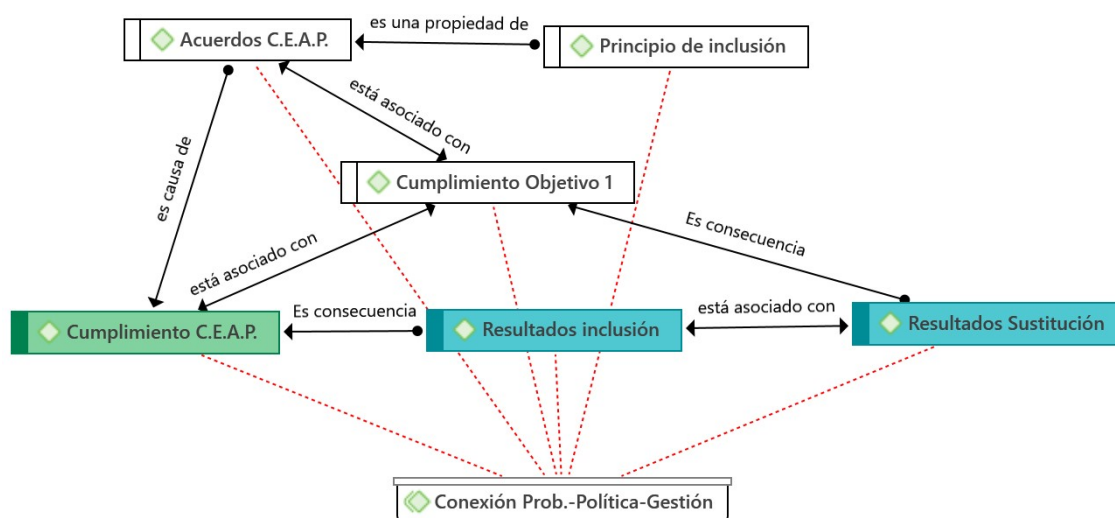 es una propiedad de
Acuerdos C.E.A.P.
Principio de inclusión
está asociado con
es causa de
Cumplimiento Objetivo 1
Es consecuencia
está asociado con
Es consecuencia
está asociado con
Cumplimiento C.E.A.P.
Resultados inclusión
Resultados Sustitución
Conexión Prob.-Política-Gestión